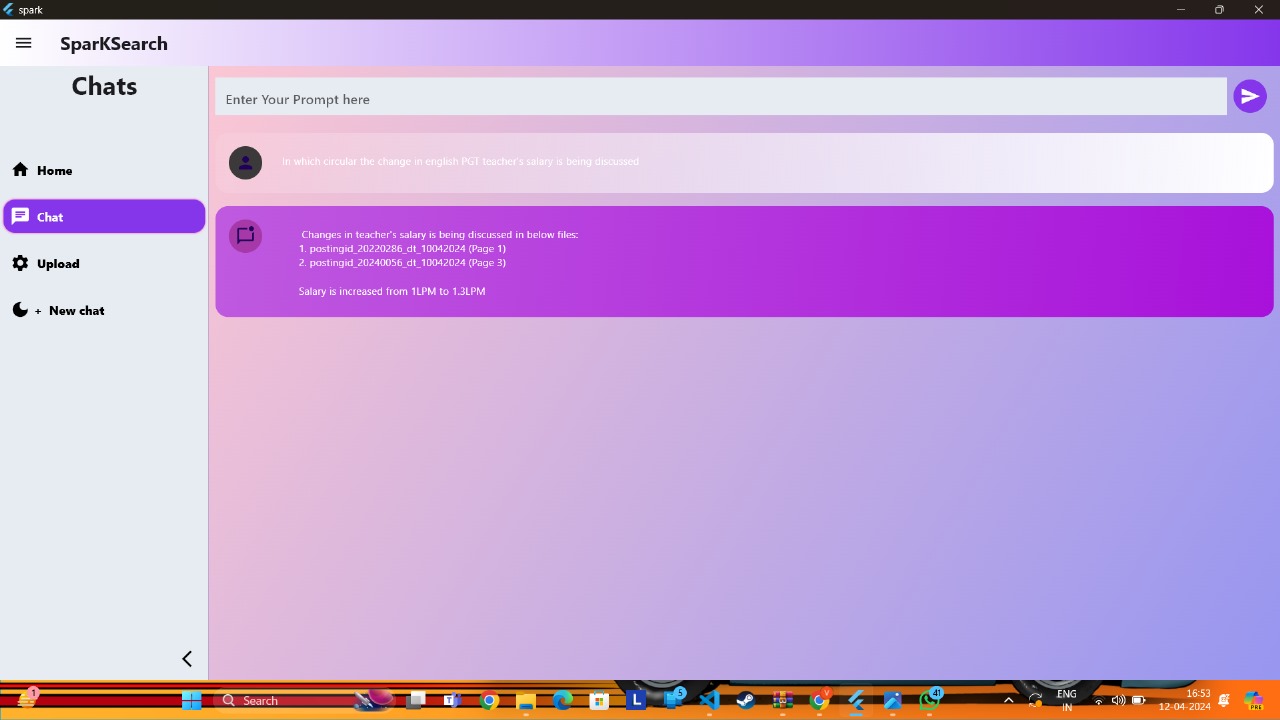 spark
SparKSearch
Chats
Enter Your Prompt here
In which circular the change in english PGT teacher's salary is being discussed
Home
Chat
Changes in teacher's salary is being discussed in below files:
1. postingid_20220286_dt_10042024 (Page 1)
2. postingid_20240056_dt_10042024 (Page 3)
Salary is increased from 1LPM to 1.3LPM
Upload
+ New chat
1
Search
L
5
V
41
ENG
IN
16:53
12-04-2024
PRE